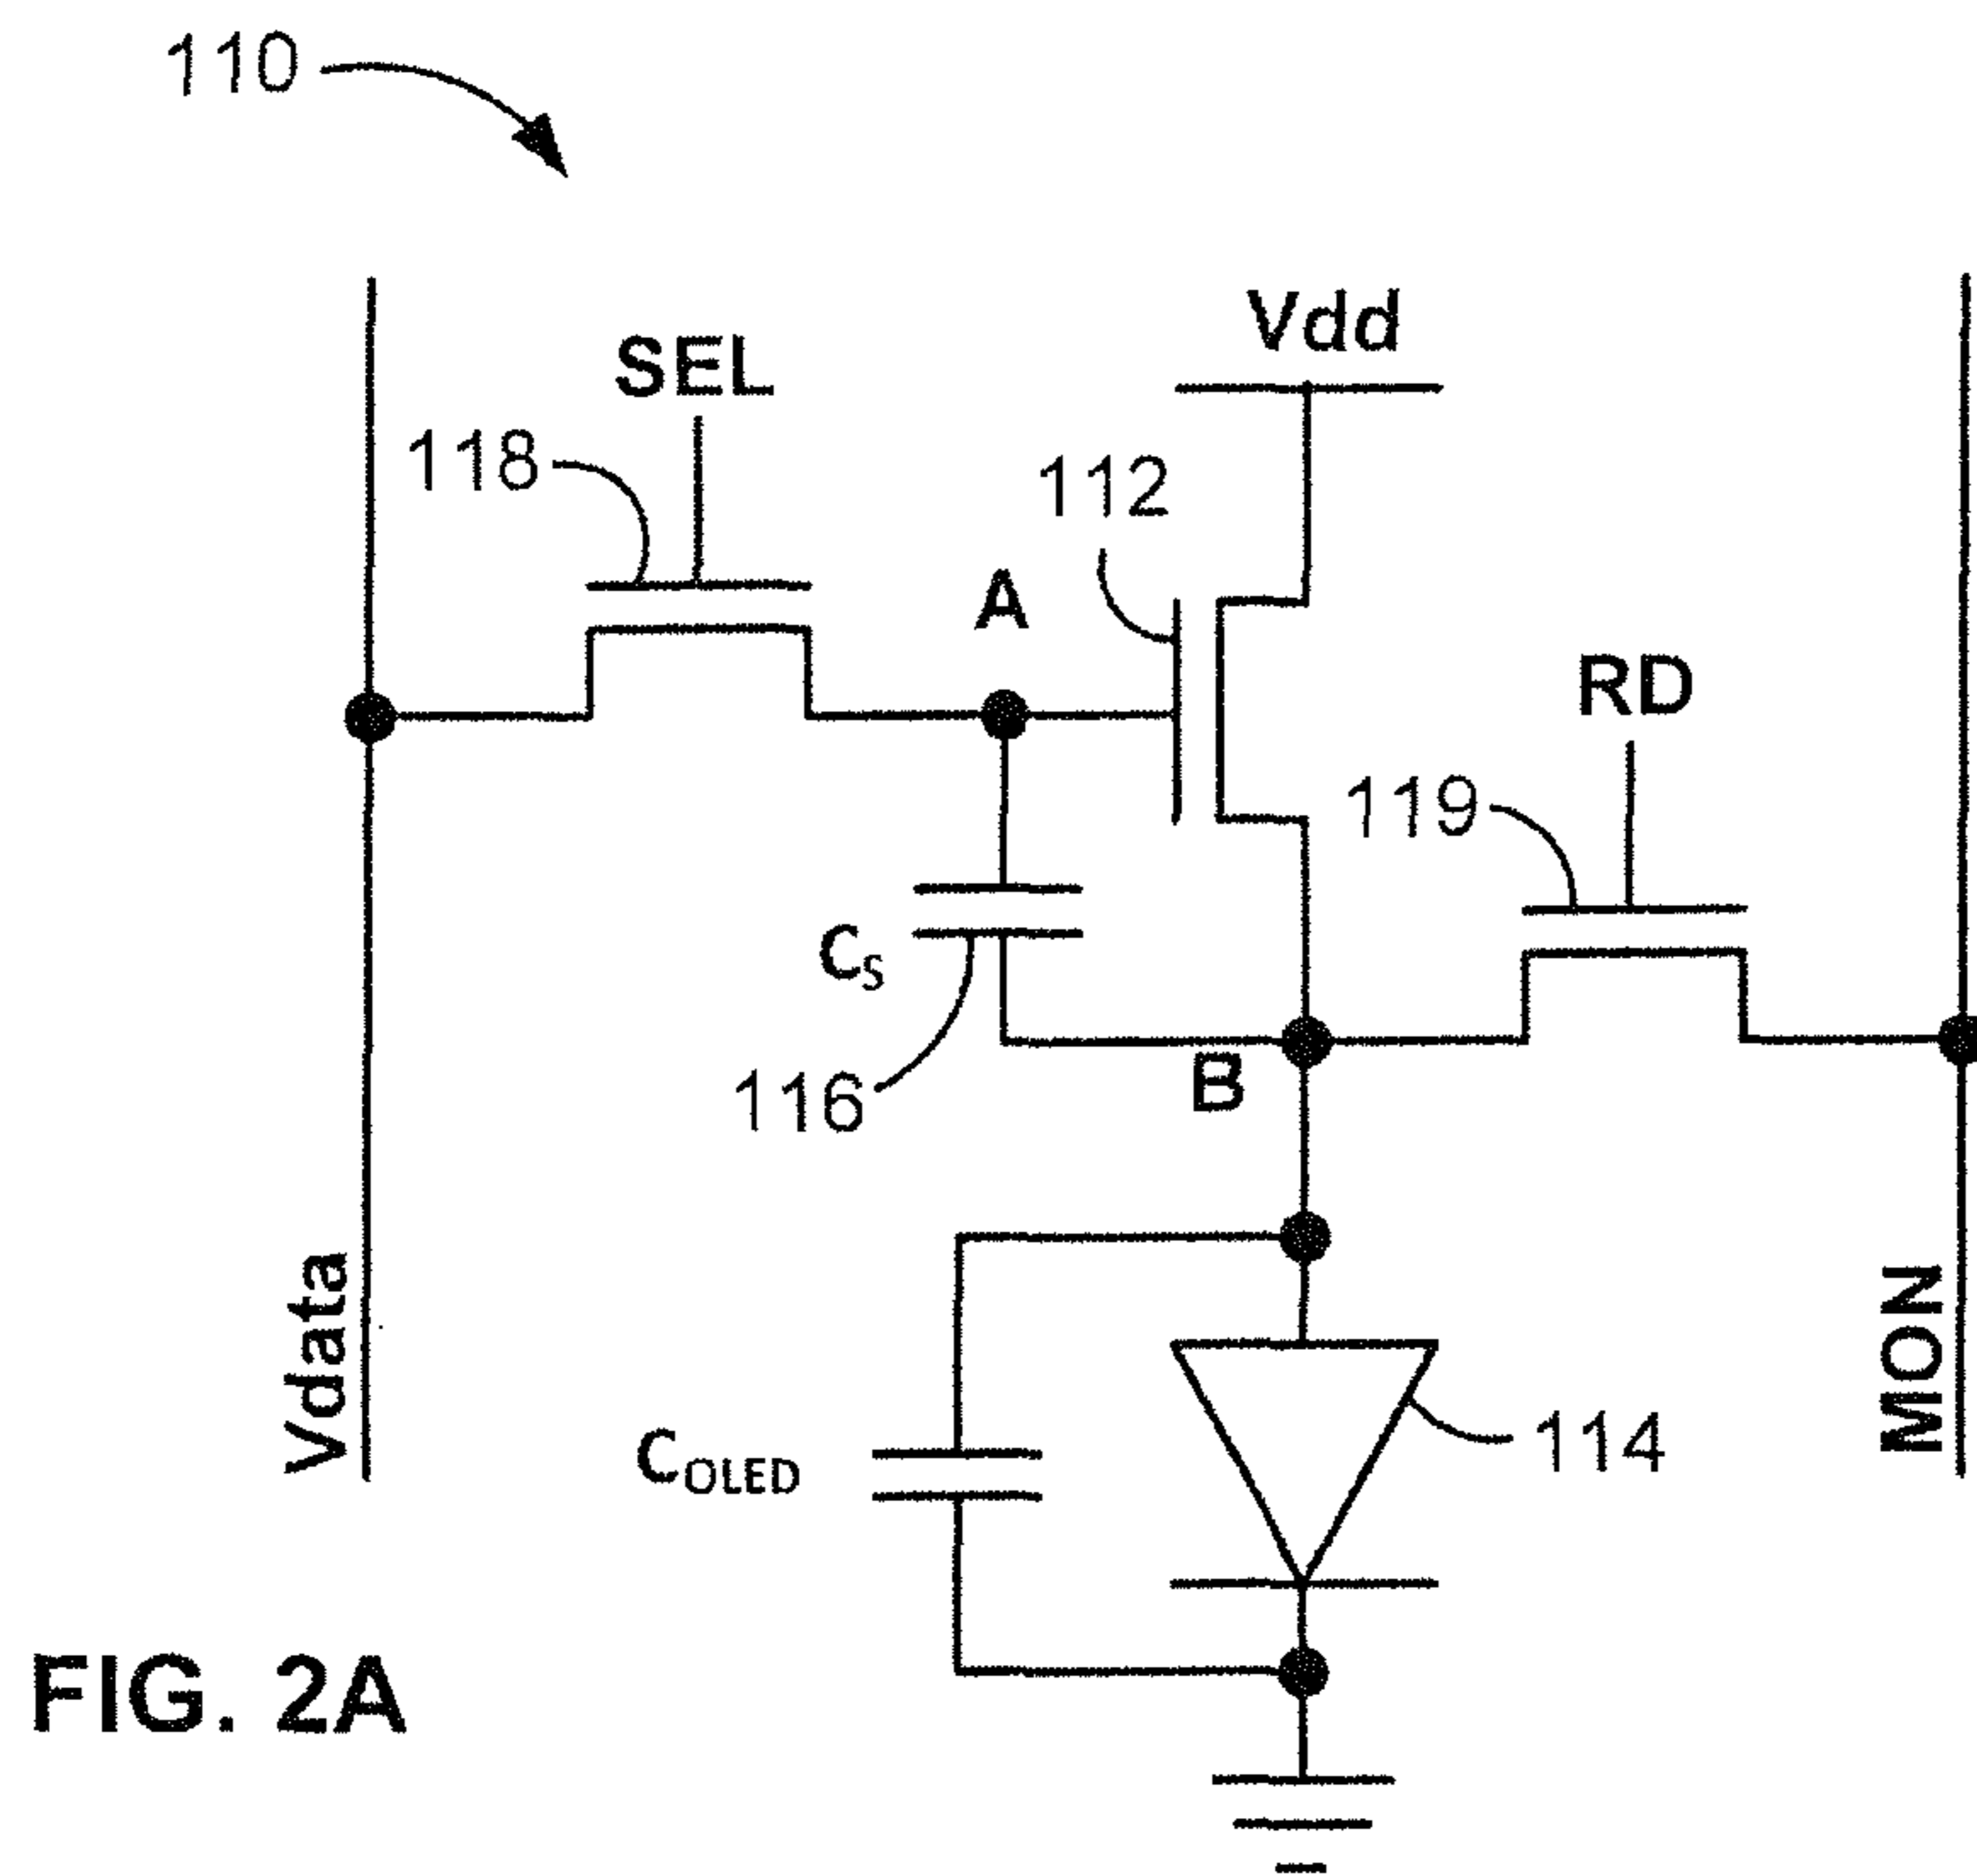 110
Vdd
SEL
118
112
A
RD
119
CS
B
116
Vdata
MON
COLED
114
FIG. 2A